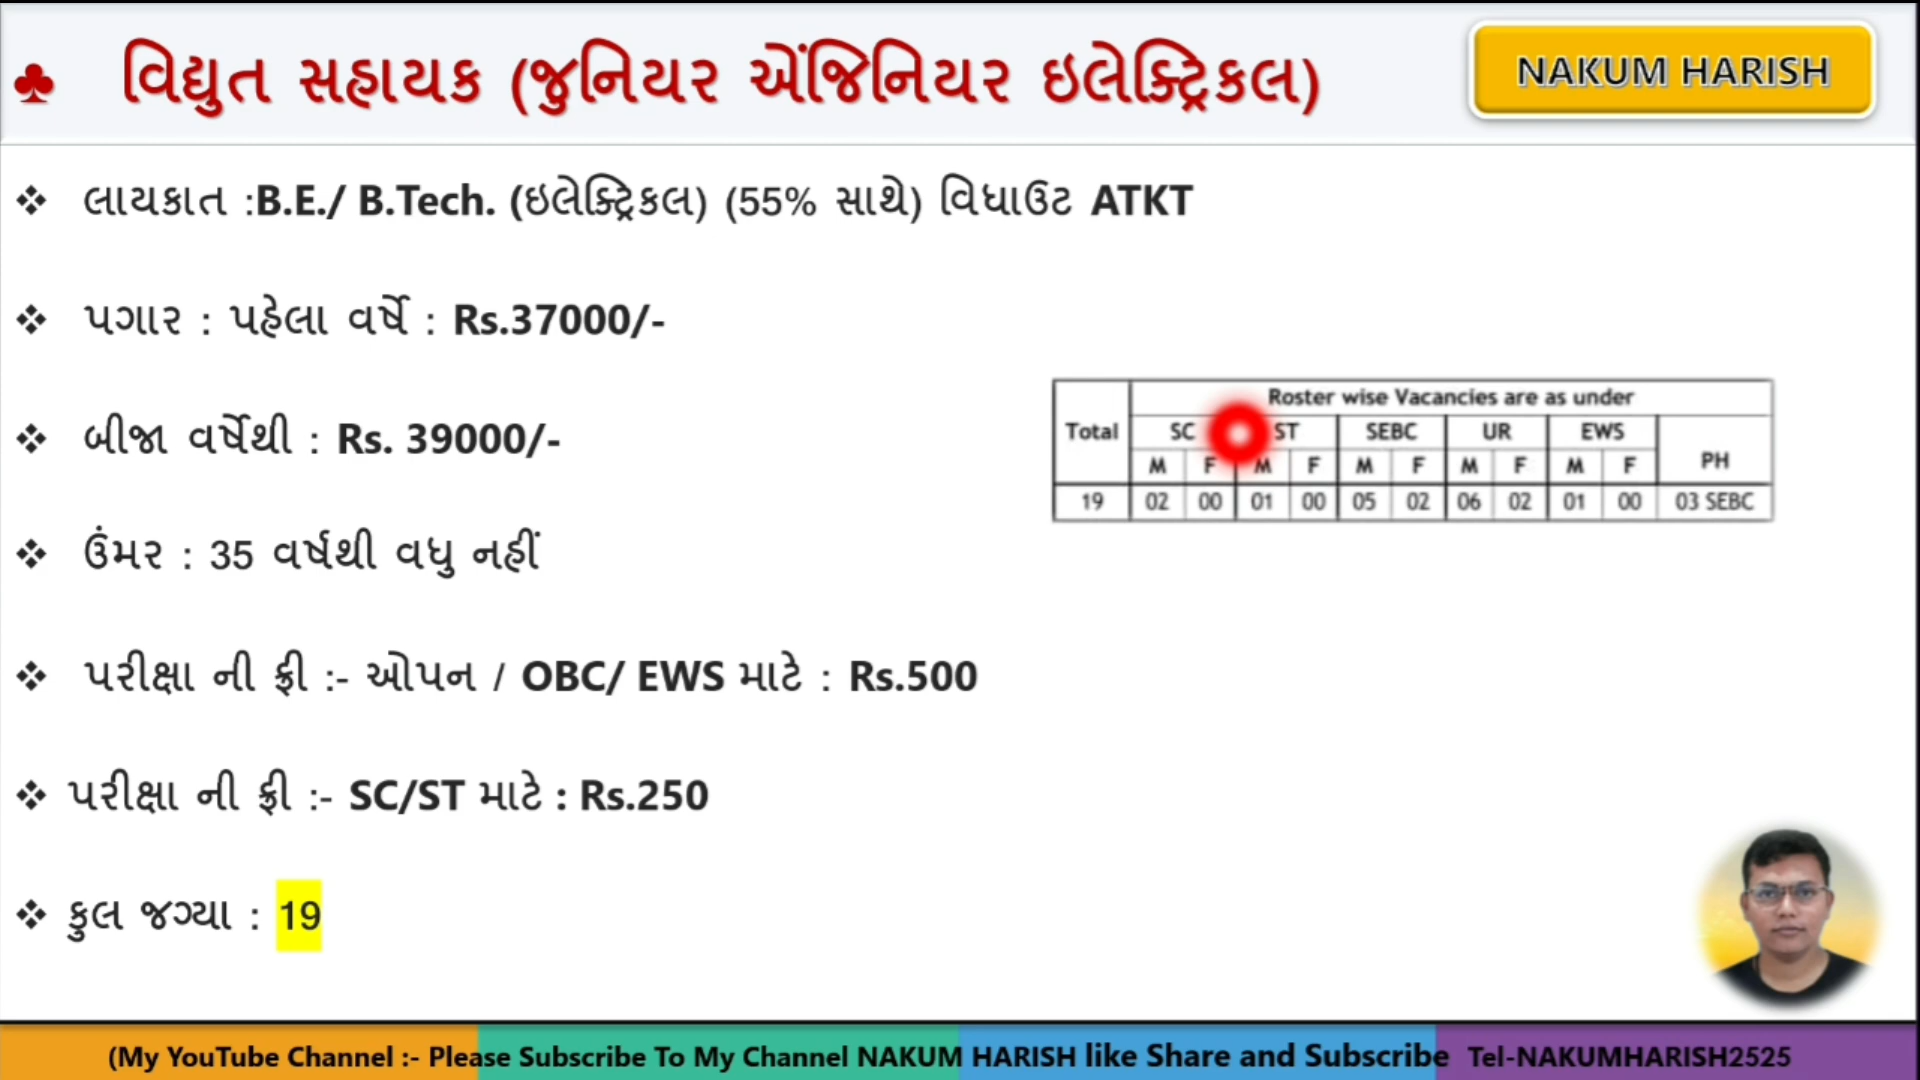 ♣ વિદ્યુત સહાયક (જુનિયર એંજિનિયર ઇલેક્ટ્રિકલ)
NAKUM HARISH
❖ લાયકાત :B.E./ B.Tech. (ઇલેક્ટ્રિકલ) (55% સાથે) વિધાઉટ ATKT
❖ પગાર : પહેલા વર્ષે : Rs.37000/-
❖ બીજા વર્ષેથી : Rs. 39000/-
❖ ઉંમર : 35 વર્ષથી વધુ નહીં
❖ પરીક્ષા ની ફ્રી :- ઓપન / OBC/ EWS માટે : Rs.500
❖ પરીક્ષા ની ફ્રી :- SC/ST માટે : Rs.250
❖ કુલ જગ્યા : 19
Roster wise Vacancies are as under
Total SC ST SEBC UR EWS PH
M F M F M F M F M F
19 02 00 01 00 05 02 06 02 01 00 03 SEBC
(My YouTube Channel :- Please Subscribe To My Channel NAKUM HARISH like Share and Subscribe Tel-NAKUMHARISH2525